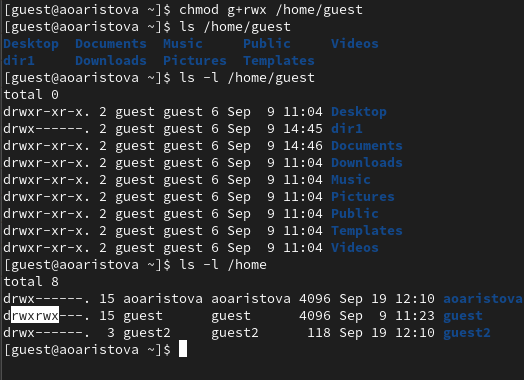 [guest@aoaristova ~]$ chmod g+rwx /home/guest
[guest@aoaristova ~]$ ls /home/guest
Desktop  Documents  Music     Public     Videos
dir1     Downloads  Pictures  Templates
[guest@aoaristova ~]$ ls -l /home/guest
total 0
drwxr-xr-x. 2 guest guest 6 Sep  9 11:04 Desktop
drwx------. 2 guest guest 6 Sep  9 14:45 dir1
drwxr-xr-x. 2 guest guest 6 Sep  9 14:46 Documents
drwxr-xr-x. 2 guest guest 6 Sep  9 11:04 Downloads
drwxr-xr-x. 2 guest guest 6 Sep  9 11:04 Music
drwxr-xr-x. 2 guest guest 6 Sep  9 11:04 Pictures
drwxr-xr-x. 2 guest guest 6 Sep  9 11:04 Public
drwxr-xr-x. 2 guest guest 6 Sep  9 11:04 Templates
drwxr-xr-x. 2 guest guest 6 Sep  9 11:04 Videos
[guest@aoaristova ~]$ ls -l /home
total 8
drwx------. 15 aoaristova aoaristova 4096 Sep 19 12:10 aoaristova
drwxrwx---. 15 guest      guest      4096 Sep  9 11:23 guest
drwx------.  3 guest2     guest2      118 Sep 19 12:10 guest2
[guest@aoaristova ~]$